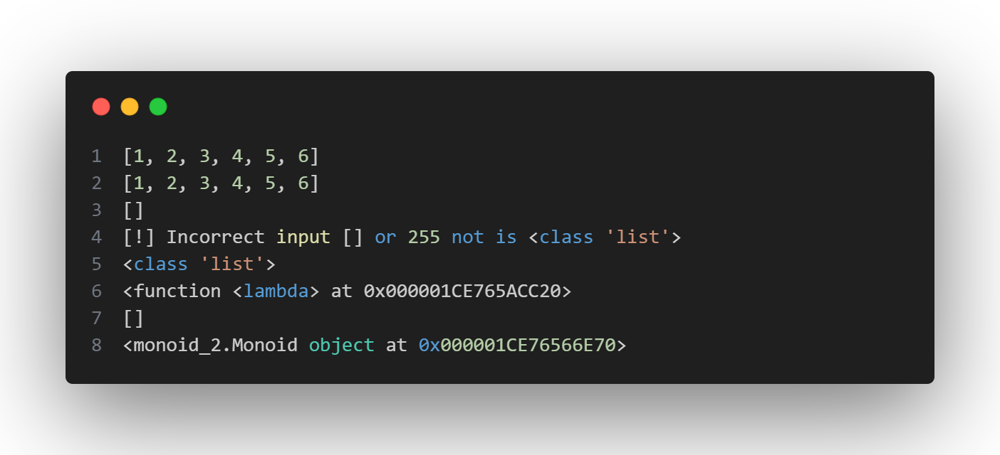 1 [1, 2, 3, 4, 5, 6]
2 [1, 2, 3, 4, 5, 6]
3 []
4 [!] Incorrect input [] or 255 not is <class 'list'>
5 <class 'list'>
6 <function <lambda> at 0x000001CE765ACC20>
7 []
8 <monoid_2.Monoid object at 0x000001CE76566E70>